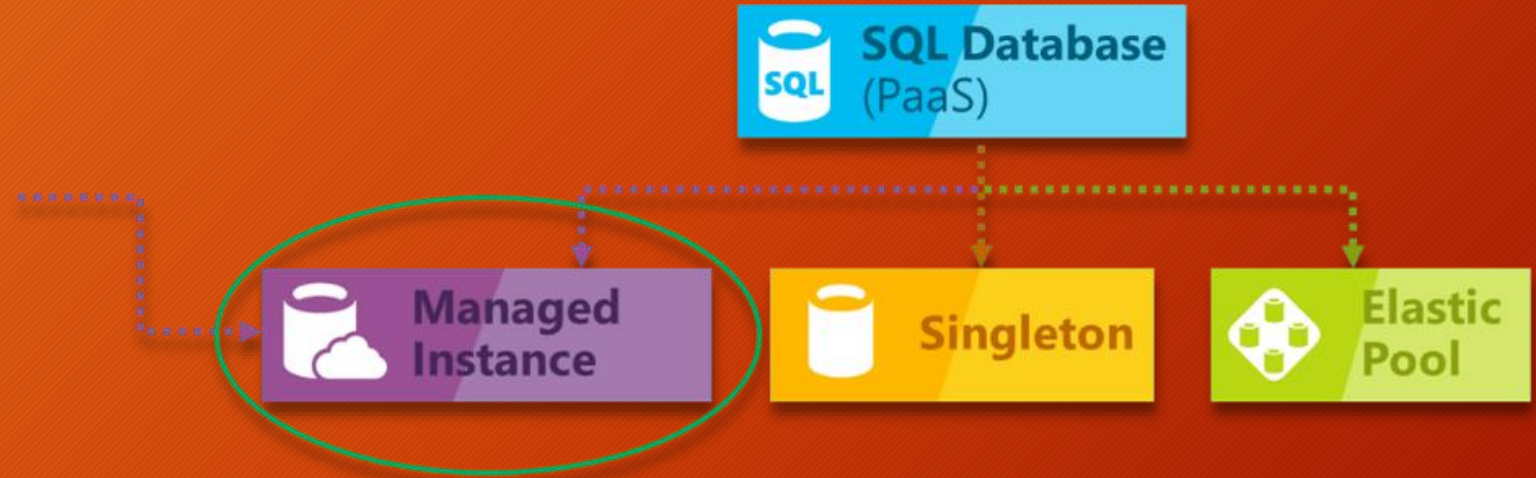 SQL
SQL Database
(PaaS)
Managed
Instance
Singleton
Elastic
Pool